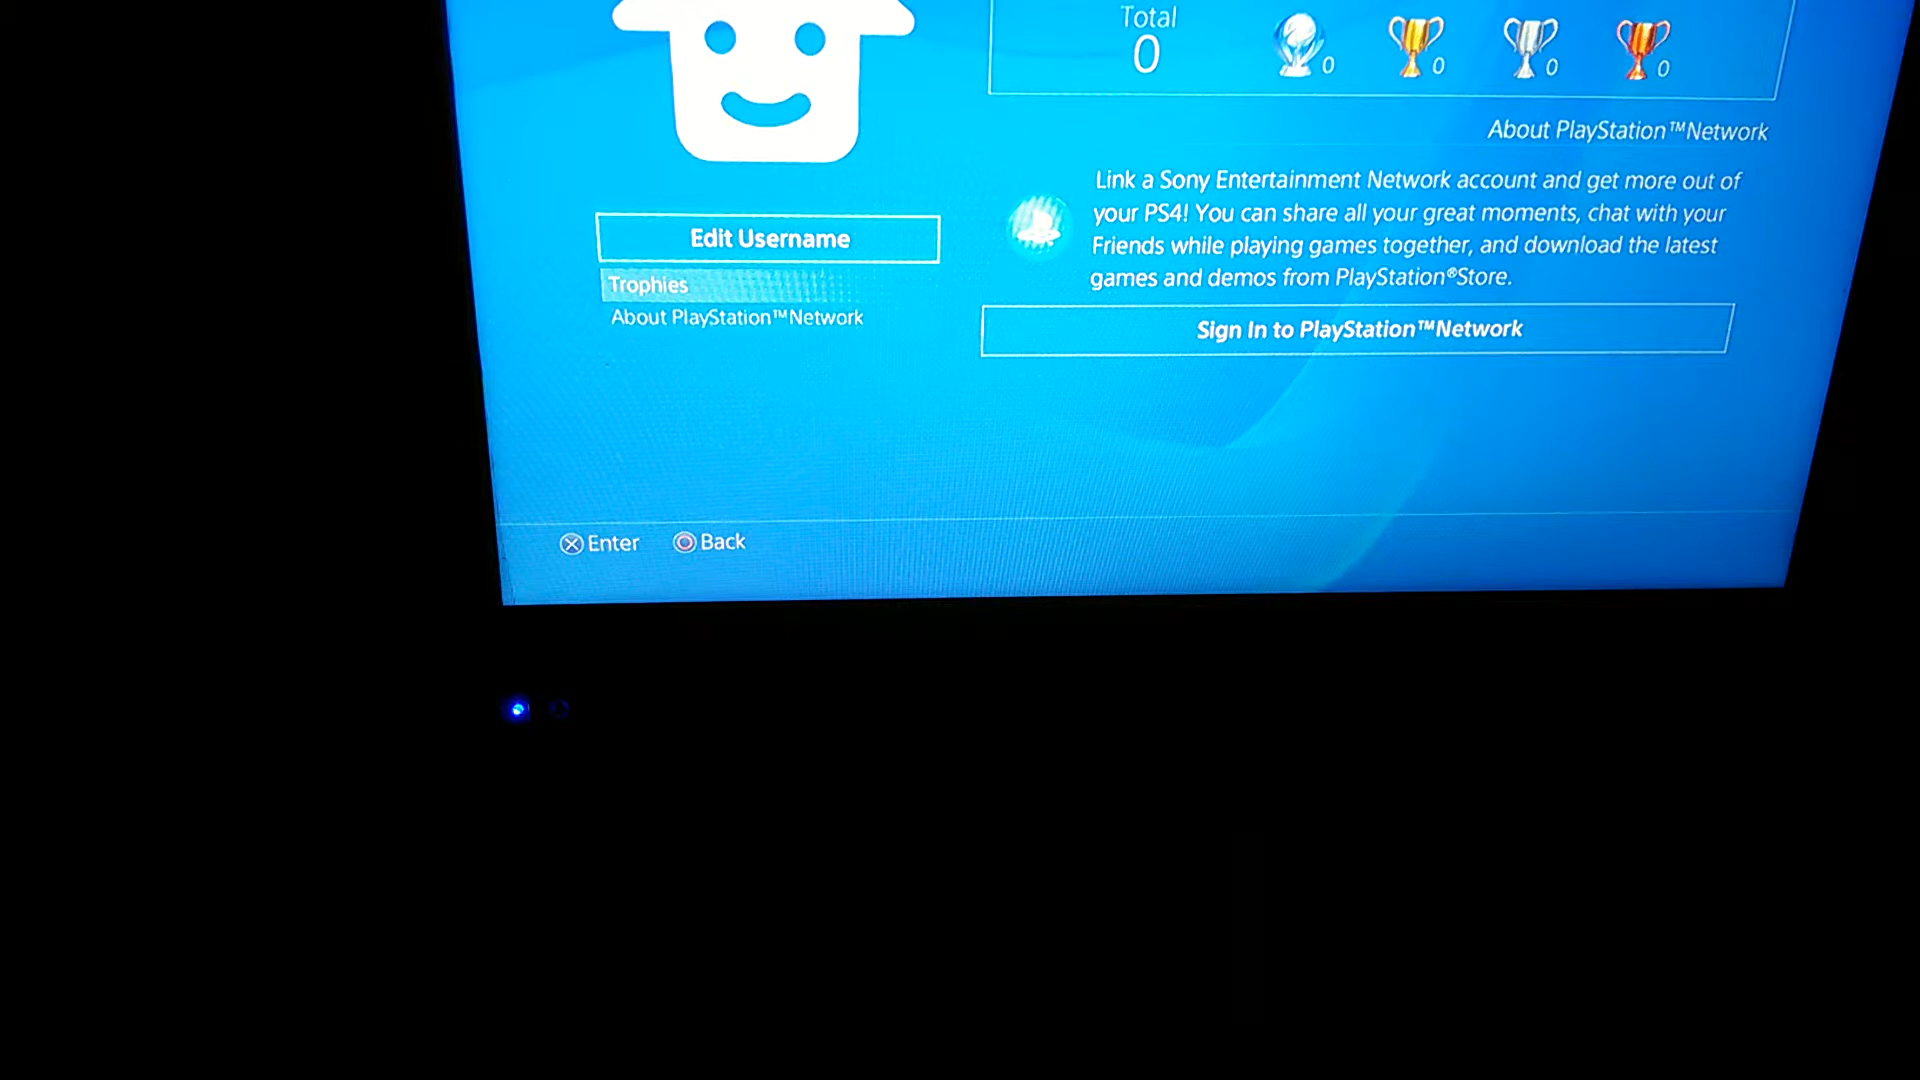 Total
0
0
0
0
0
About PlayStation™Network
Link a Sony Entertainment Network account and get more out of
your PS4! You can share all your great moments, chat with your
Friends while playing games together, and download the latest
games and demos from PlayStation®Store.
Sign In to PlayStation™Network
Edit Username
Trophies
About PlayStation™Network
Enter
Back